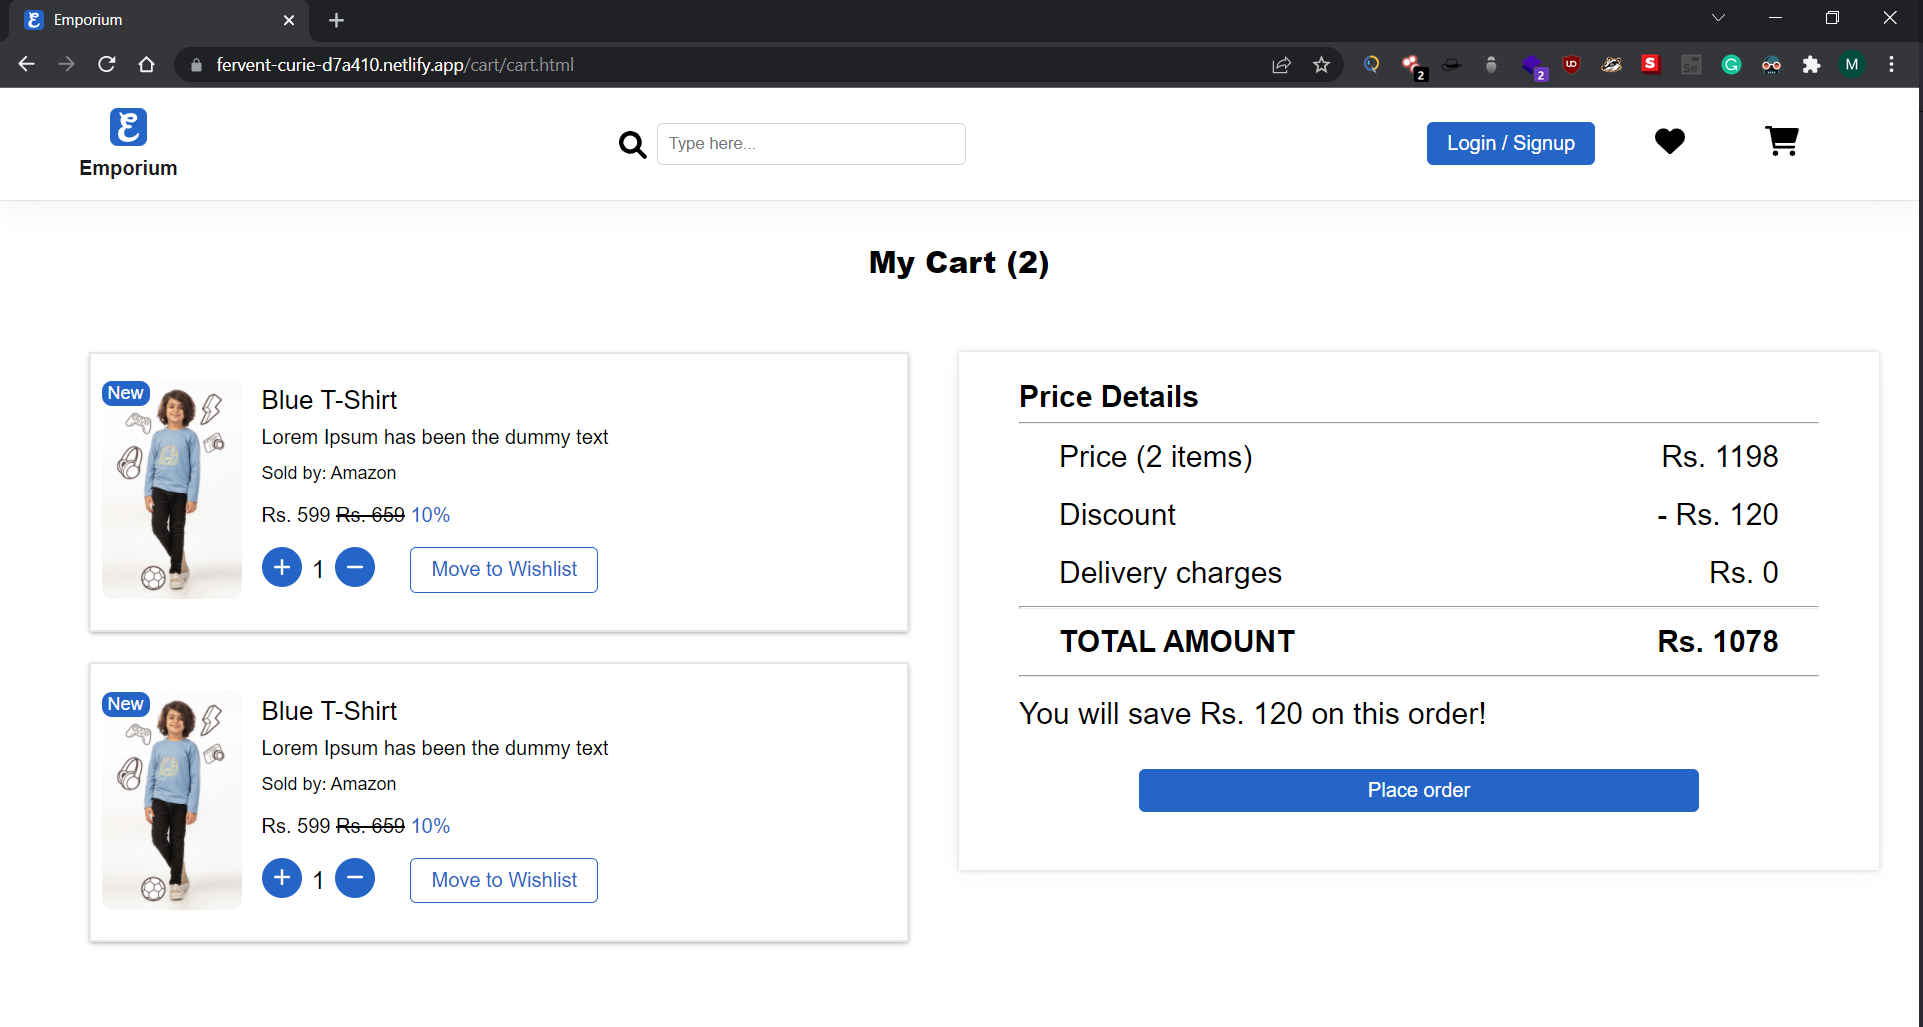 Emporium
fervent-curie-d7a410.netlify.app/cart/cart.html
2
2
UD
S
Se
G
M
E
Emporium
Type here...
Login / Signup
My Cart (2)
New
Blue T-Shirt
Lorem Ipsum has been the dummy text
Sold by: Amazon
Rs. 599 Rs. 659 10%
+ 1 −
Move to Wishlist
New
Blue T-Shirt
Lorem Ipsum has been the dummy text
Sold by: Amazon
Rs. 599 Rs. 659 10%
+ 1 −
Move to Wishlist
Price Details
Price (2 items) Rs. 1198
Discount - Rs. 120
Delivery charges Rs. 0
TOTAL AMOUNT Rs. 1078
You will save Rs. 120 on this order!
Place order